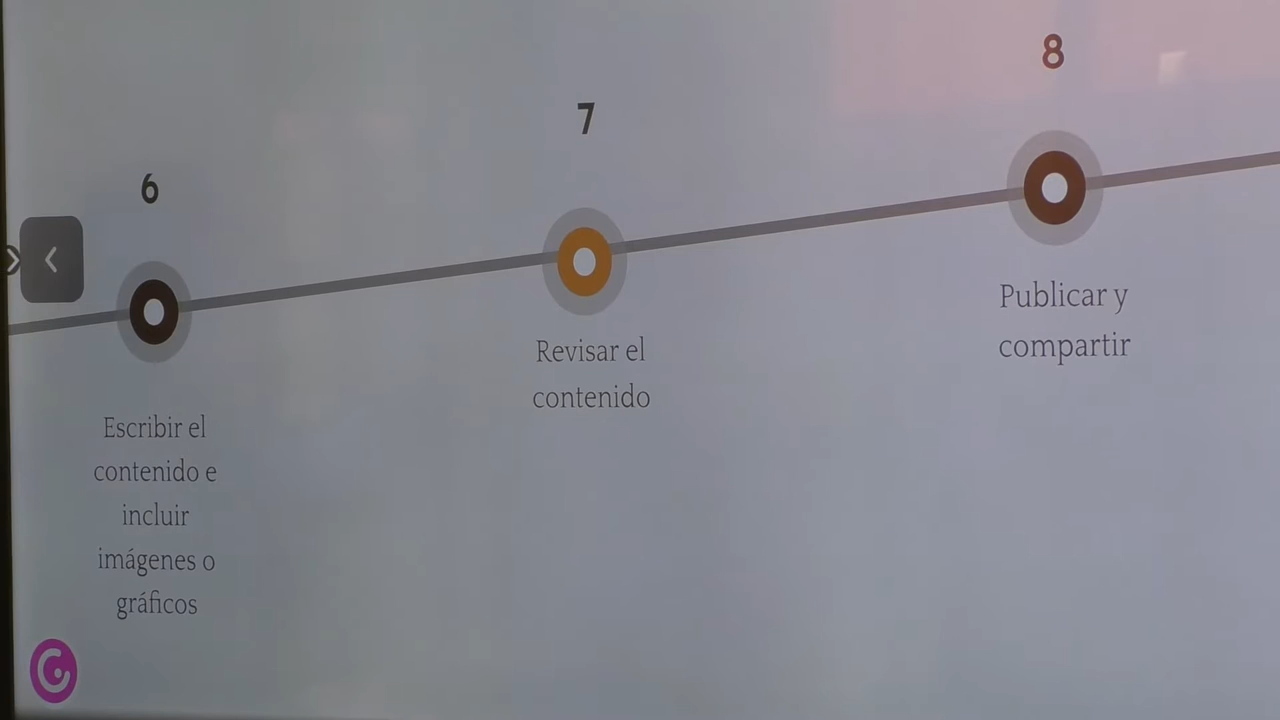 6
Escribir el
contenido e
incluir
imágenes o
gráficos
7
Revisar el
contenido
8
Publicar y
compartir